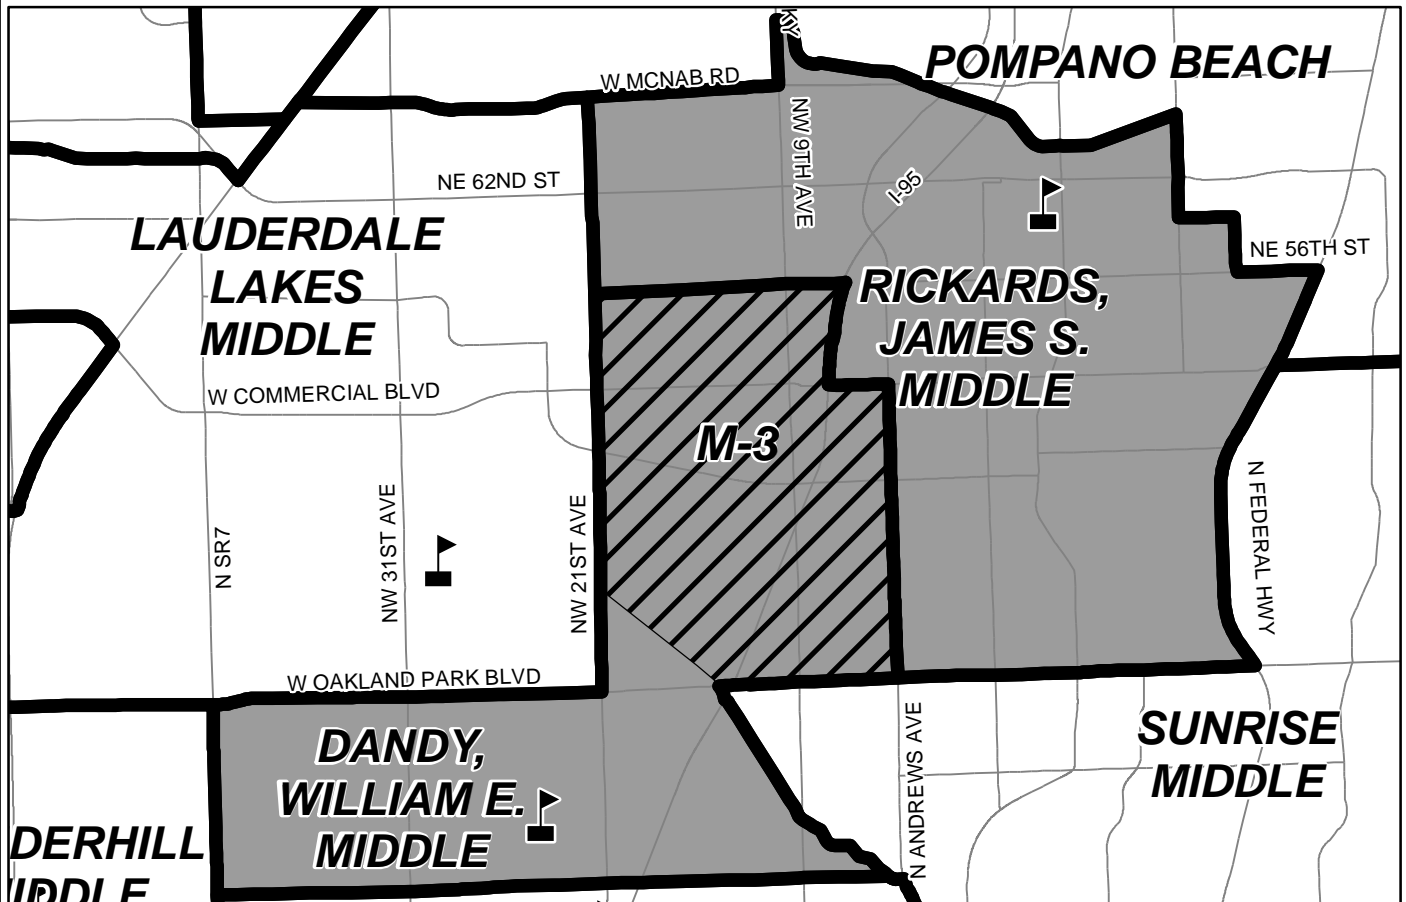 KY
POMPANO BEACH
W MCNAB RD
NW 9TH AVE
I-95
NE 62ND ST
LAUDERDALE
LAKES
MIDDLE
NE 56TH ST
RICKARDS,
JAMES S.
MIDDLE
W COMMERCIAL BLVD
M-3
N SR7
NW 31ST AVE
NW 21ST AVE
N FEDERAL HWY
W OAKLAND PARK BLVD
DANDY,
WILLIAM E.
MIDDLE
N ANDREWS AVE
SUNRISE
MIDDLE
DERHILL
IDDLE